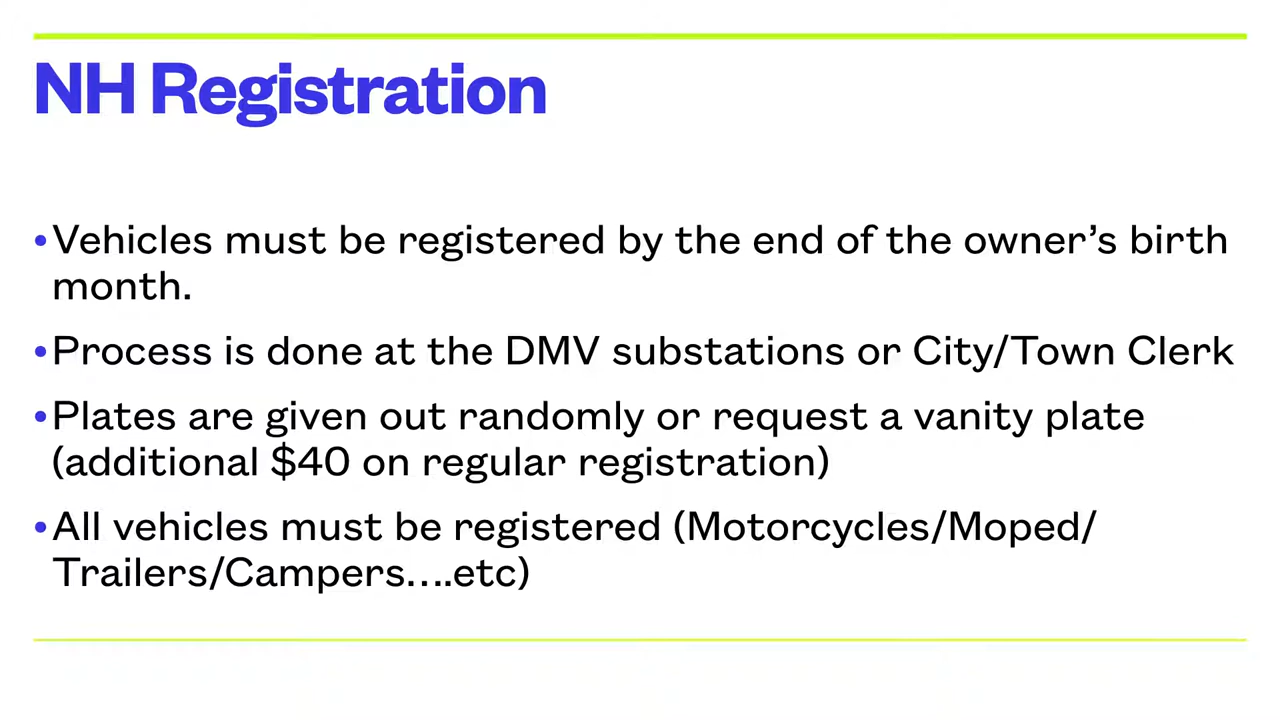 NH Registration
•Vehicles must be registered by the end of the owner’s birth
month.
•Process is done at the DMV substations or City/Town Clerk
•Plates are given out randomly or request a vanity plate
(additional $40 on regular registration)
•All vehicles must be registered (Motorcycles/Moped/
Trailers/Campers....etc)